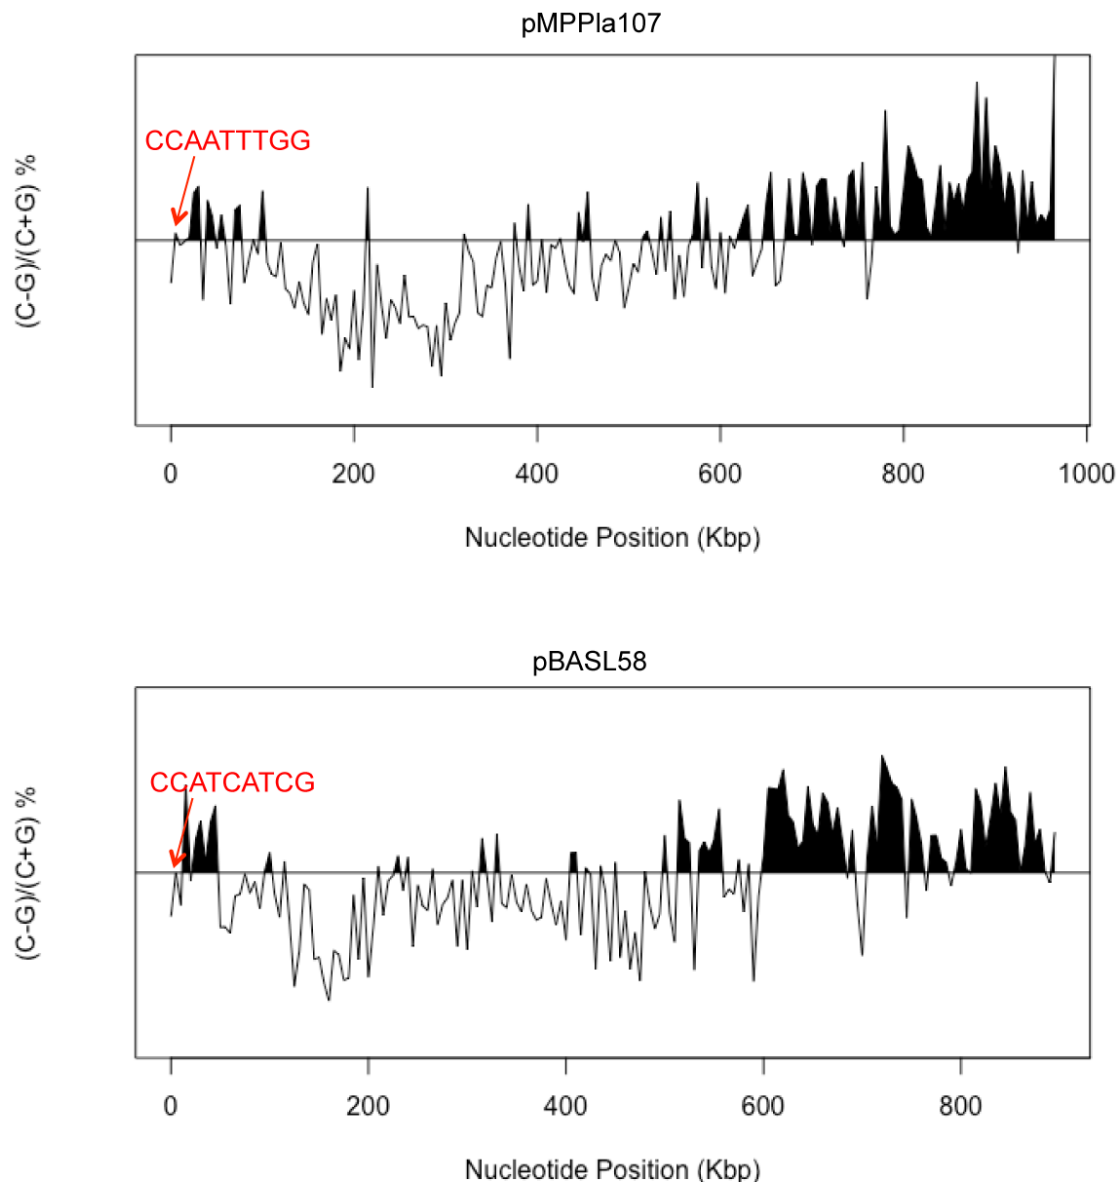 pMPPla107
(C-G)/(C+G) %
CCAATTTGG
0 200 400 600 800 1000
Nucleotide Position (Kbp)
pBASL58
(C-G)/(C+G) %
CCATCATCG
0 200 400 600 800
Nucleotide Position (Kbp)